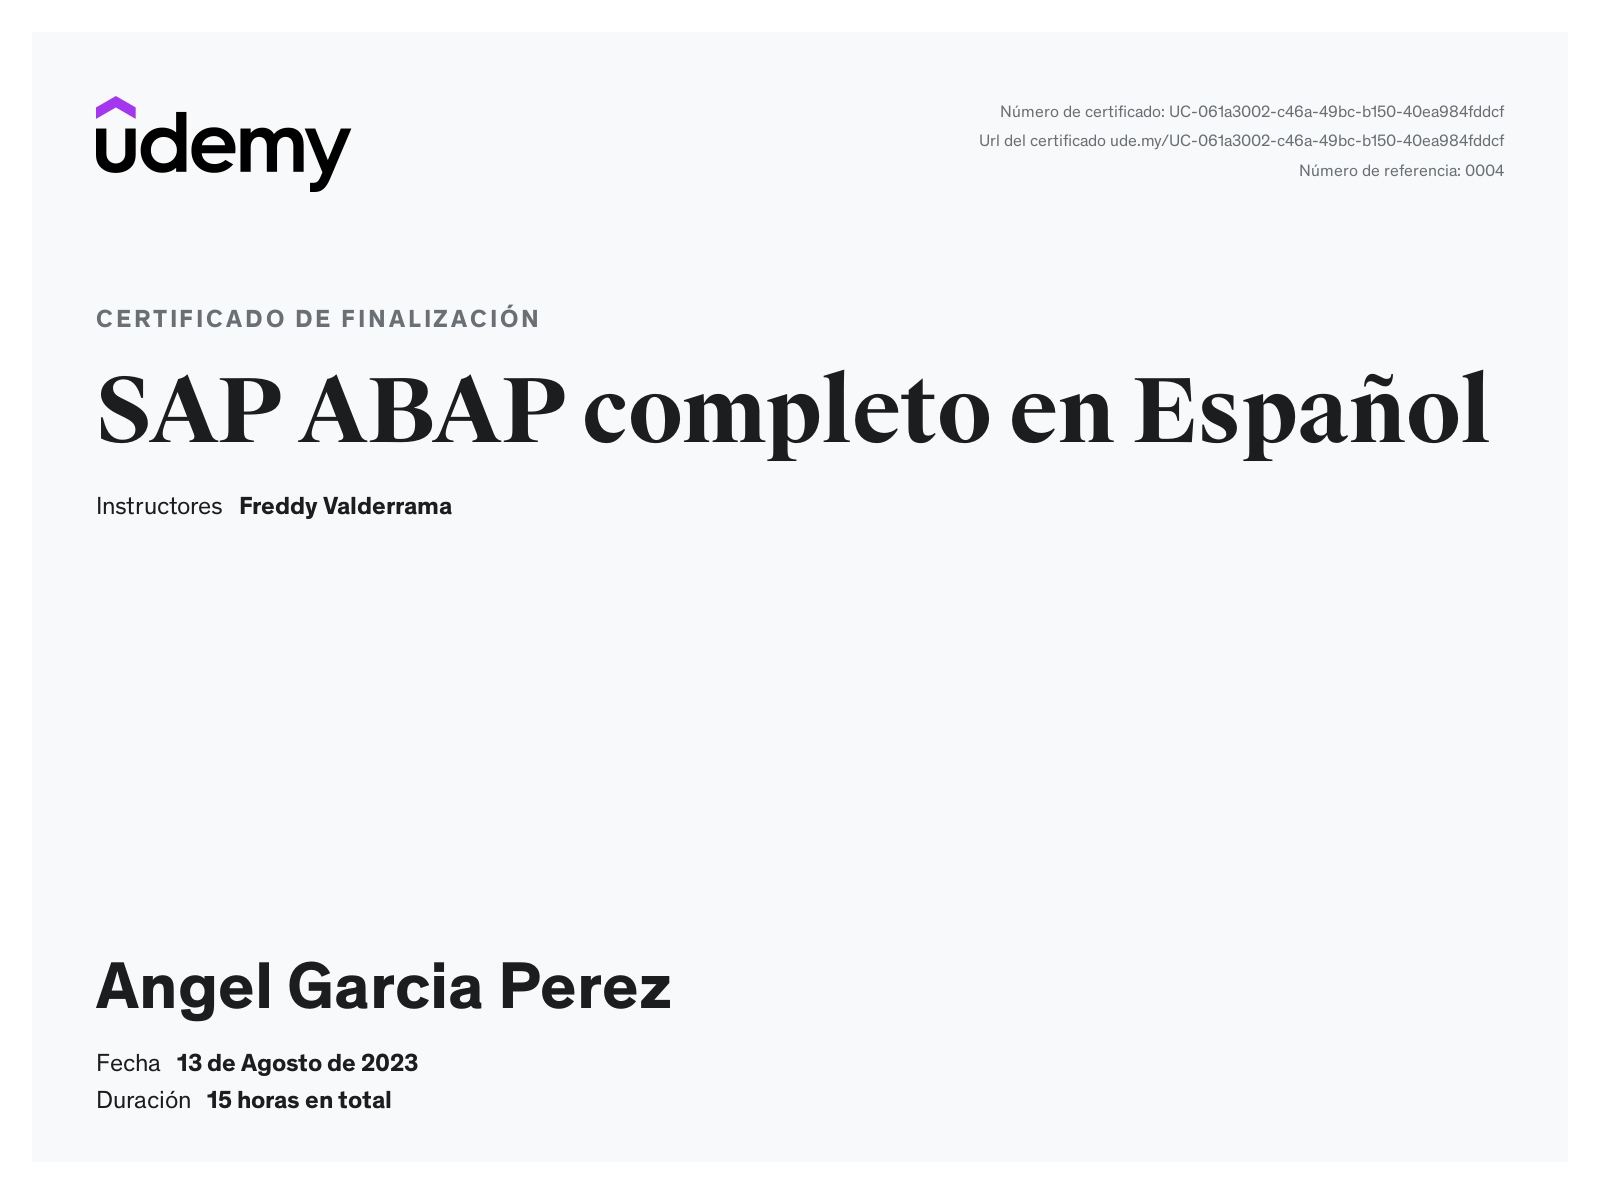 udemy
Número de certificado: UC-061a3002-c46a-49bc-b150-40ea984fddcf
Url del certificado ude.my/UC-061a3002-c46a-49bc-b150-40ea984fddcf
Número de referencia: 0004
CERTIFICADO DE FINALIZACIÓN
SAP ABAP completo en Español
Instructores Freddy Valderrama
Angel Garcia Perez
Fecha 13 de Agosto de 2023
Duración 15 horas en total